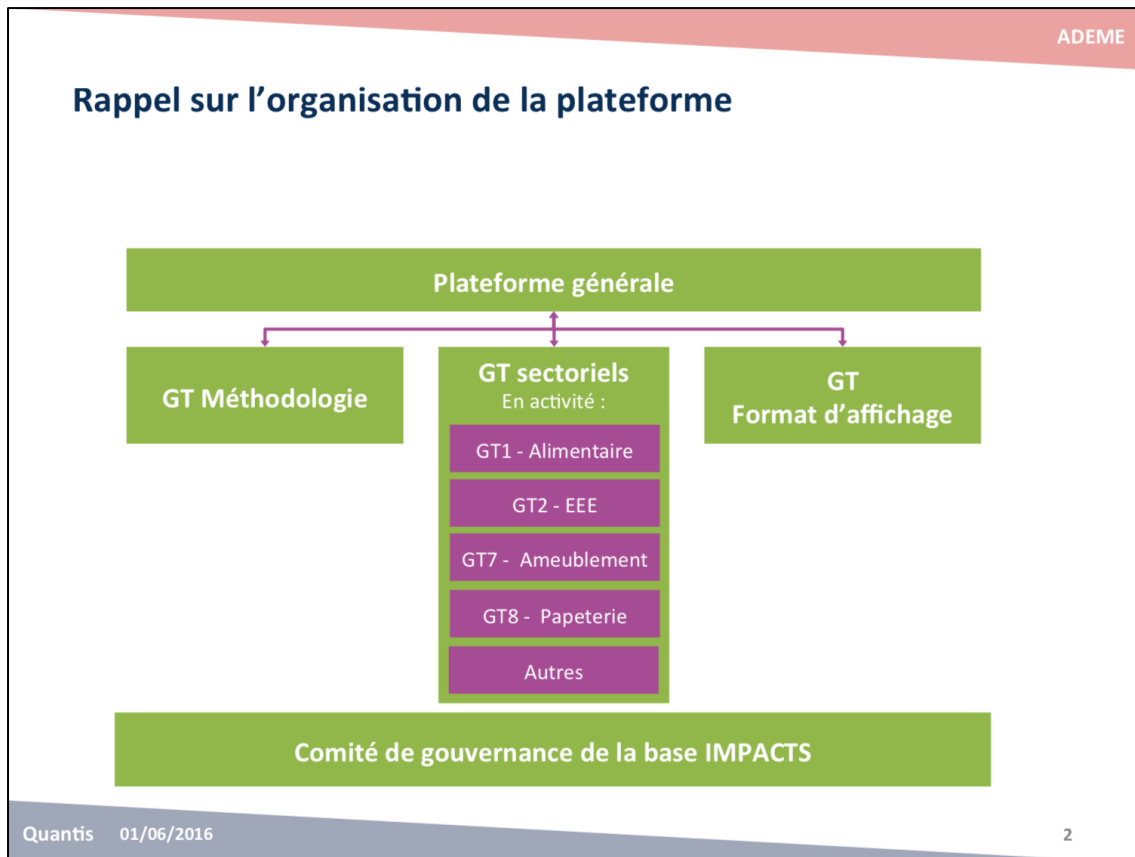 ADEME
Rappel sur l'organisation de la plateforme
Plateforme générale
GT Méthodologie
GT sectoriels
En activité :
GT1 - Alimentaire
GT2 - EEE
GT7 - Ameublement
GT8 - Papeterie
Autres
GT
Format d'affichage
Comité de gouvernance de la base IMPACTS
Quantis 01/06/2016
2